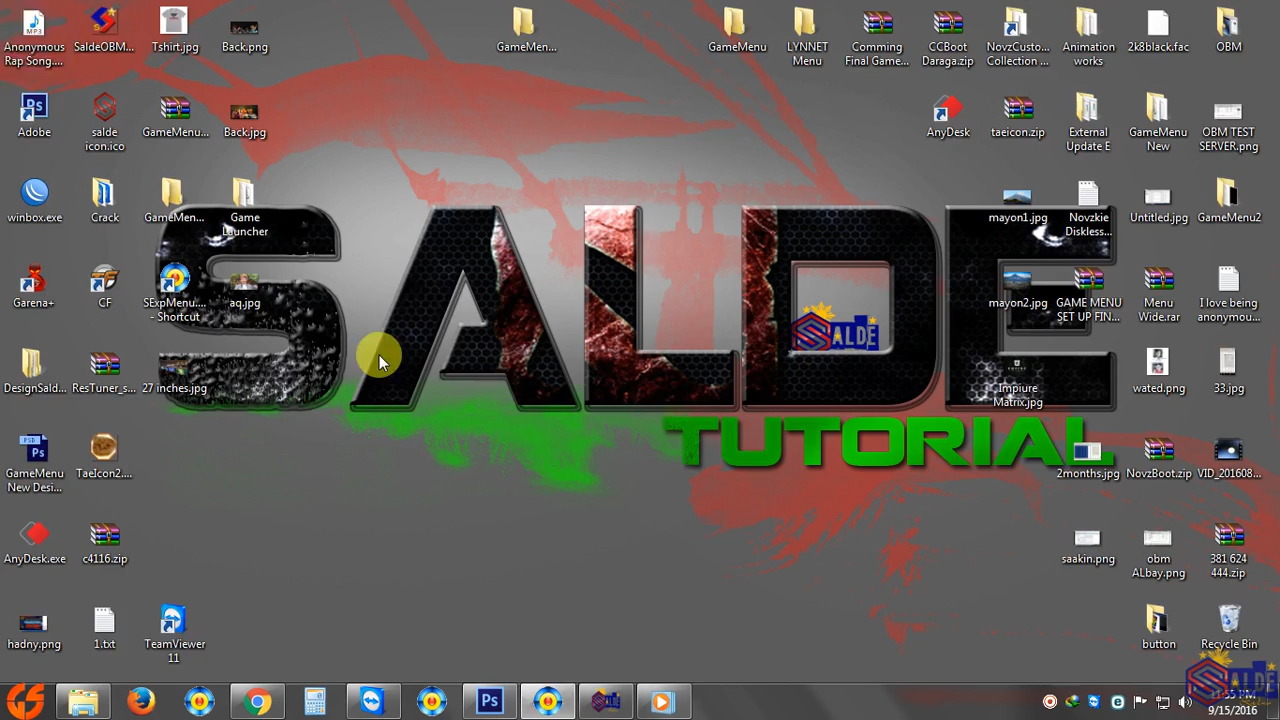 Anonymous
Rap Song....
SaldeOBM...
Tshirt.jpg
Back.png
GameMen...
GameMenu
LYNNET
Menu
Comming
Final Game...
CCBoot
Daraga.zip
NovzCusto...
Collection ...
Animation
works
2k8black.fac
OBM
Adobe
salde
icon.ico
GameMenu...
Back.jpg
AnyDesk
taeicon.zip
External
Update E
GameMenu
New
OBM TEST
SERVER.png
winbox.exe
Crack
GameMen...
Game
Launcher
mayon1.jpg
Novzkie
Diskless...
Untitled.jpg
GameMenu2
SALDE
Garena+
CF
SExpMenu....
- Shortcut
aq.jpg
mayon2.jpg
GAME MENU
SET UP FIN...
Menu
Wide.rar
I love being
anonymou...
SALDE
DesignSald...
ResTuner_s...
27 inches.jpg
Impiure
Matrix.jpg
wated.png
33.jpg
TUTORIAL
GameMenu
New Desi...
TaeIcon2....
2months.jpg
NovzBoot.zip
VID_201608...
AnyDesk.exe
c4116.zip
saakin.png
obm
ALbay.png
381 624
444.zip
hadny.png
1.txt
TeamViewer
11
button
Recycle Bin
SALDE
11:55 PM
9/15/2016